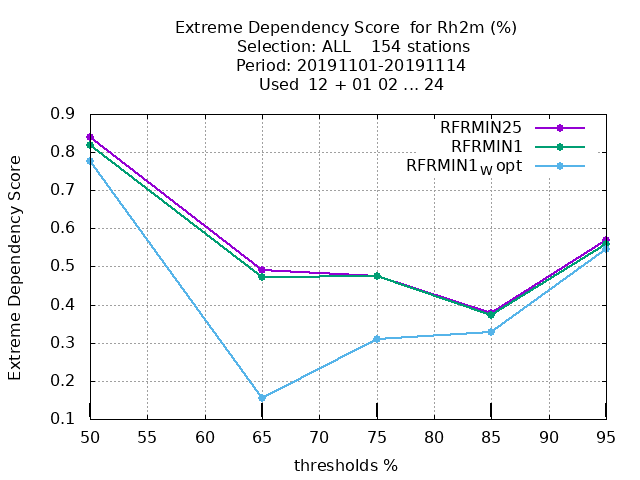 Extreme Dependency Score  for Rh2m (%)
Selection: ALL    154 stations
Period: 20191101-20191114
Used  12 + 01 02 ... 24
RFRMIN25
RFRMIN1
RFRMIN1W opt
Extreme Dependency Score
0.9
0.8
0.7
0.6
0.5
0.4
0.3
0.2
0.1
50 55 60 65 70 75 80 85 90 95
thresholds %